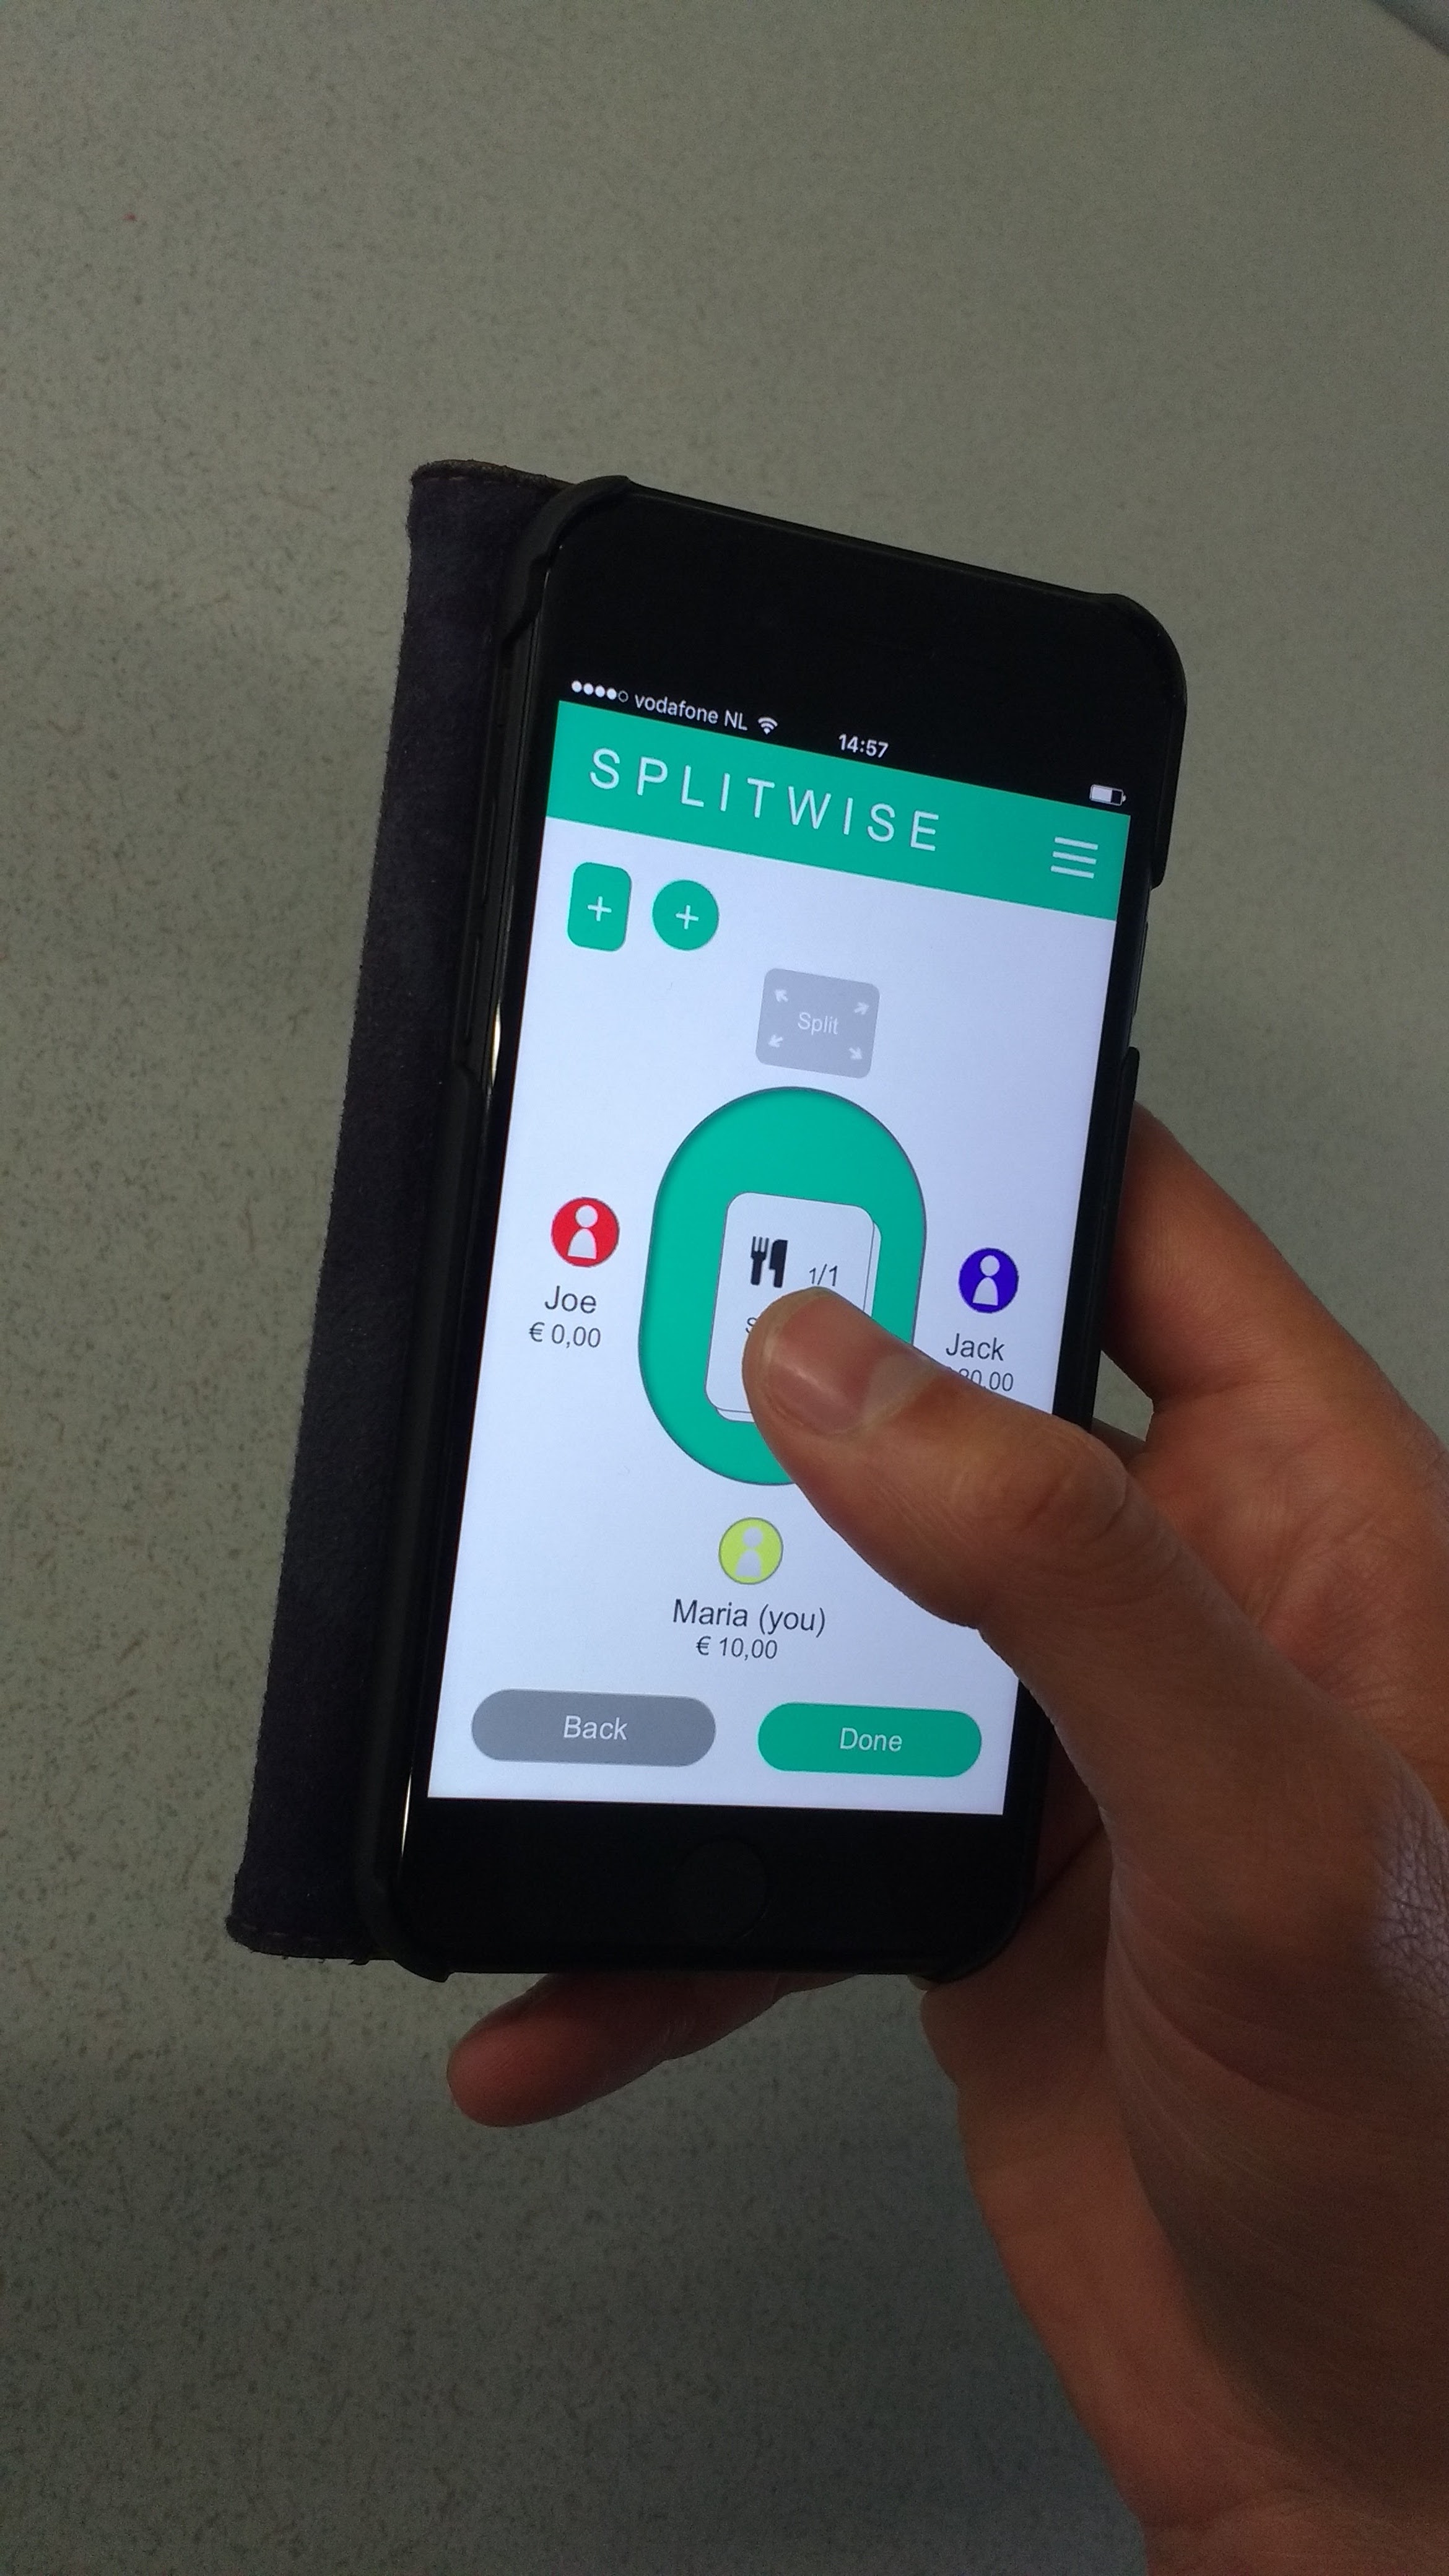 vodafone NL
14:57
SPLITWISE
+
+
Split
1/1
Joe
€ 0,00
Jack
Maria (you)
€ 10,00
Back
Done